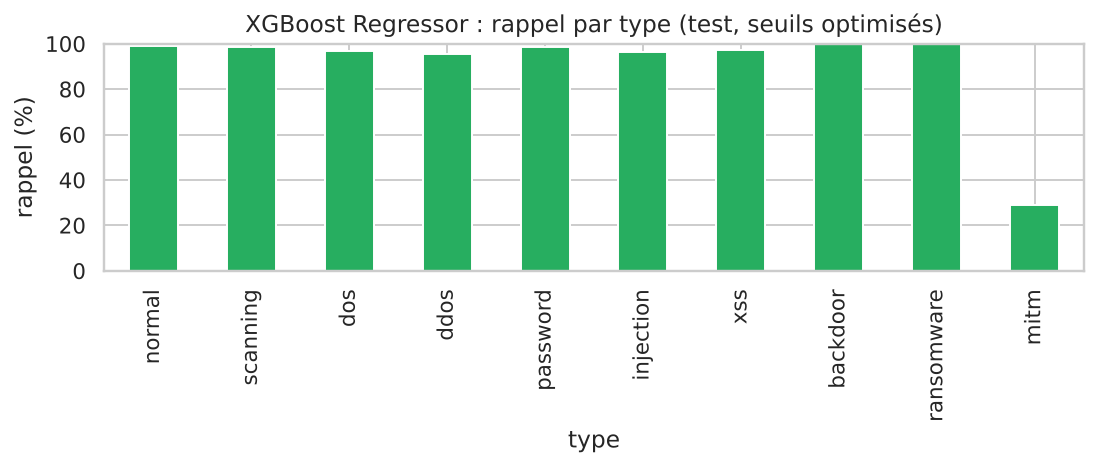 XGBoost Regressor : rappel par type (test, seuils optimisés)
rappel (%)
100
80
60
40
20
0
normal
scanning
dos
ddos
password
injection
xss
backdoor
ransomware
mitm
type